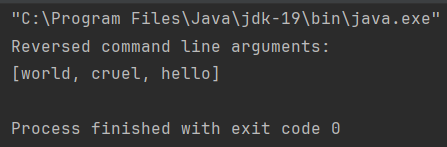 "C:\Program Files\Java\jdk-19\bin\java.exe"
Reversed command line arguments:
[world, cruel, hello]
Process finished with exit code 0